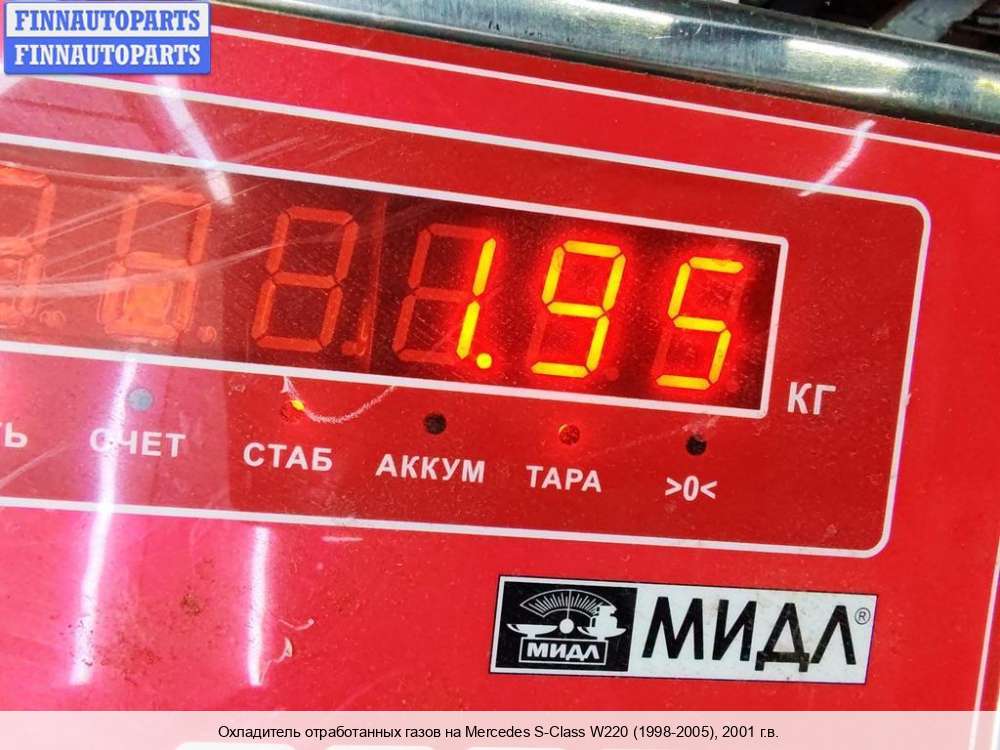 FINNAUTOPARTS
FINNAUTOPARTS
1.95
КГ
СЧЕТ СТАБ АККУМ ТАРА >0<
МИДЛ МИДЛ®
Охладитель отработанных газов на Mercedes S-Class W220 (1998-2005), 2001 г.в.